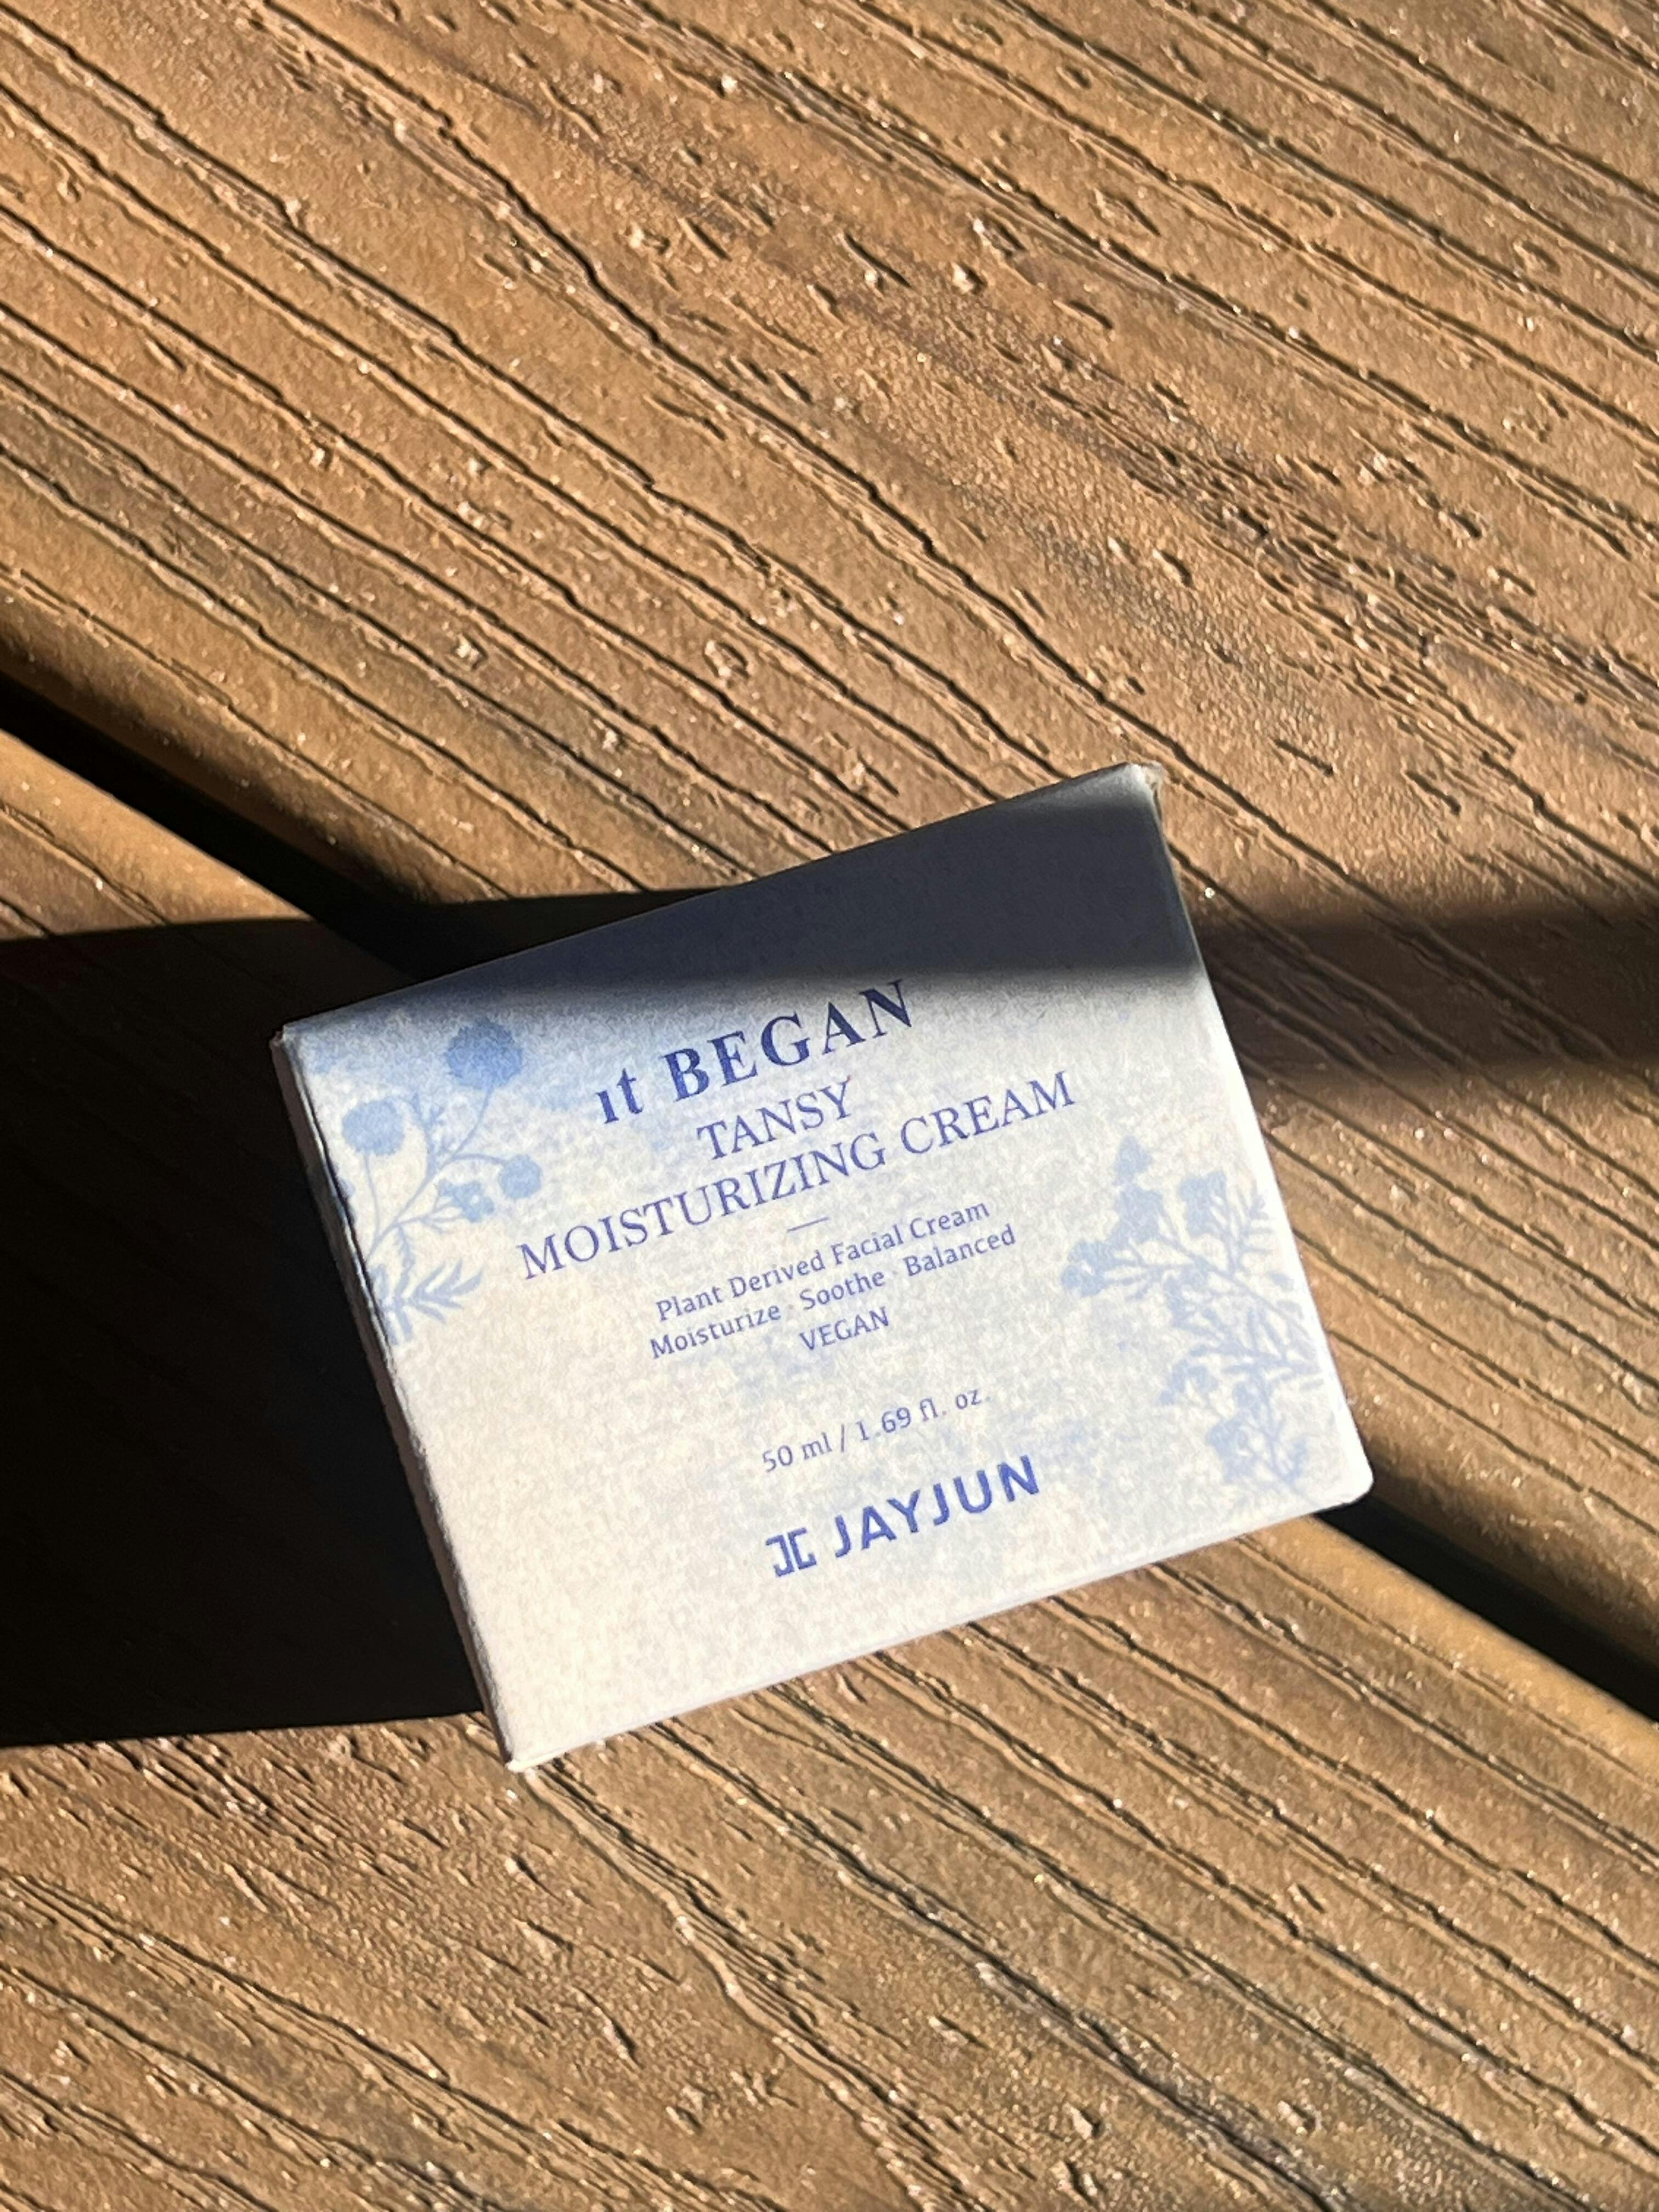 ıt BEGAN
TANSY
MOISTURIZING CREAM
Plant Derived Facial Cream
Moisturize · Soothe · Balanced
VEGAN
50 ml / 1.69 fl. oz.
JAYJUN